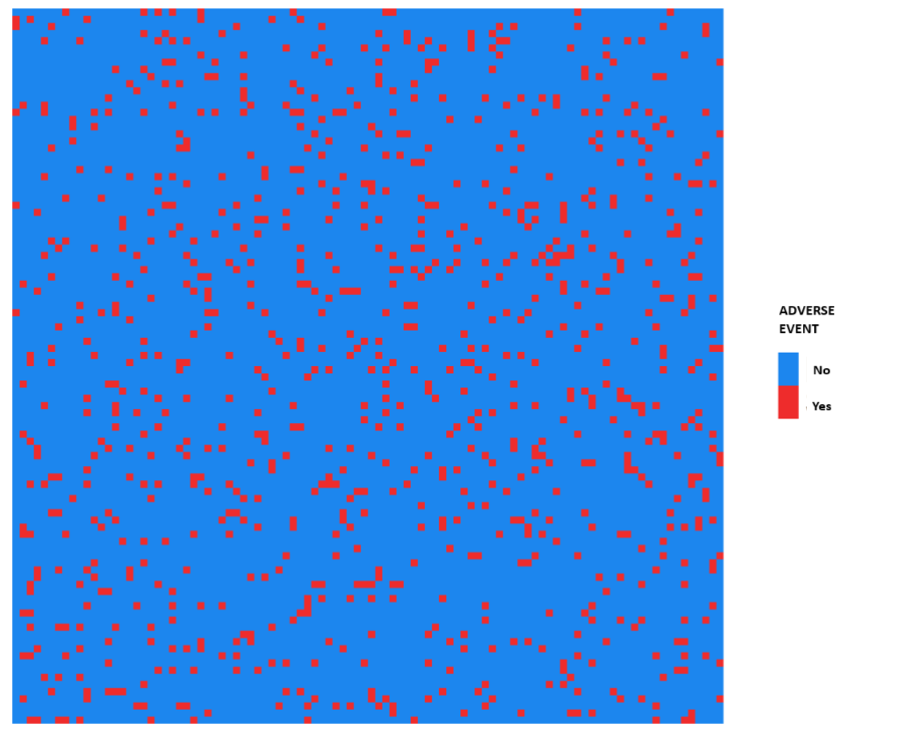 ADVERSE
EVENT
No
Yes